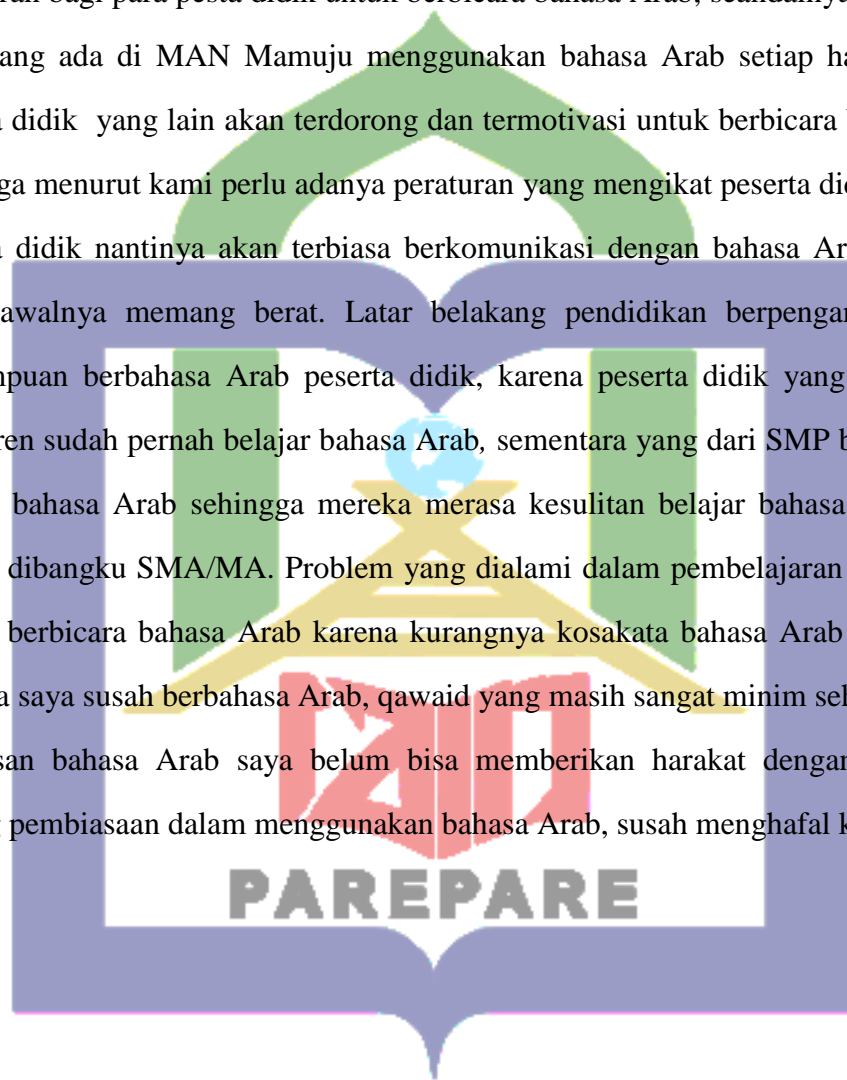 bagi para pesta didik untuk berbicara bahasa Arab,
ang ada di MAN Mamuju menggunakan bahasa Arab setiap ha
didik yang lain akan terdorong dan termotivasi untuk berbicara
ga menurut kami perlu adanya peraturan yang mengikat peserta did
didik nantinya akan terbiasa berkomunikasi dengan bahasa Ar
awalnya memang berat. Latar belakang pendidikan berpengar
mpuan berbahasa Arab peserta didik, karena peserta didik yang
ren sudah pernah belajar bahasa Arab, sementara yang dari SMP b
bahasa Arab sehingga mereka merasa kesulitan belajar bahasa
dibangku SMA/MA. Problem yang dialami dalam pembelajaran
berbicara bahasa Arab karena kurangnya kosakata bahasa Arab
a saya susah berbahasa Arab, qawaid yang masih sangat minim seh
san bahasa Arab saya belum bisa memberikan harakat dengan
pembiasaan dalam menggunakan bahasa Arab, susah menghafal k
PAREPARE